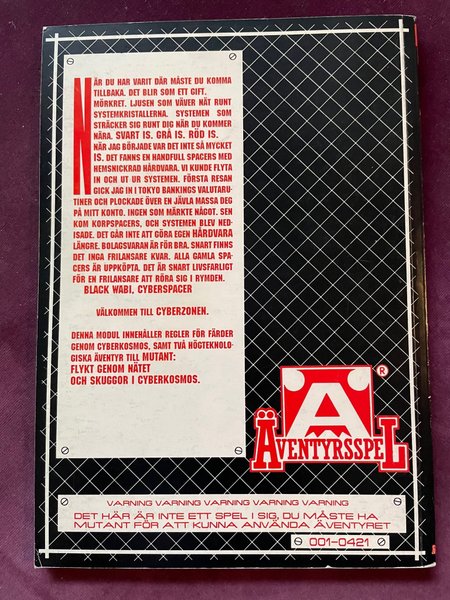 NÄR DU HAR VARIT DÄR MÅSTE DU KOMMA
TILLBAKA. DET BLIR SOM ETT GIFT.
MÖRKRET. LJUSEN SOM VÄVER NÄT RUNT
SYSTEMKRISTALLERNA. SYSTEMEN SOM
STRÄCKER SIG RUNT DIG NÄR DU KOMMER
NÄRA. SVART IS. GRÅ IS. RÖD IS.
NÄR JAG BÖRJADE VAR DET INTE SÅ MYCKET
IS. DET FANNS EN HANDFULL SPACERS MED
HEMSNICKRAD HÅRDVARA. VI KUNDE FLYTA
IN OCH UT UR SYSTEMEN. FÖRSTA RESAN
GICK JAG IN I TOKYO BANKINGS VALUTARU-
TINER OCH PLOCKADE ÖVER EN JÄVLA MASSA DEG
PÅ MITT KONTO. INGEN SOM MÄRKTE NÅGOT. SEN
KOM KORPSPACERS, OCH SYSTEMEN BLEV NED-
ISADE. DET GÅR INTE ATT GÖRA EGEN HÅRDVARA
LÄNGRE. BOLAGSVARAN ÄR FÖR BRA. SNART FINNS
DET INGA FRILANSARE KVAR. ALLA GAMLA SPA-
CERS ÄR UPPKÖPTA. DET ÄR SNART LIVSFARLIGT
FÖR EN FRILANSARE ATT RÖRA SIG I RYMDEN.
BLACK WABI, CYBERSPACER
VÄLKOMMEN TILL CYBERZONEN.
DENNA MODUL INNEHÅLLER REGLER FÖR FÄRDER
GENOM CYBERKOSMOS, SAMT TVÅ HÖGTEKNOLO-
GISKA ÄVENTYR TILL MUTANT:
FLYKT GENOM NÄTET
OCH SKUGGOR I CYBERKOSMOS.
Ä
®
ÄVENTYRSSPEL
VARNING VARNING VARNING VARNING VARNING
DET HÄR ÄR INTE ETT SPEL I SIG, DU MÅSTE HA
MUTANT FÖR ATT KUNNA ANVÄNDA ÄVENTYRET
001-0421